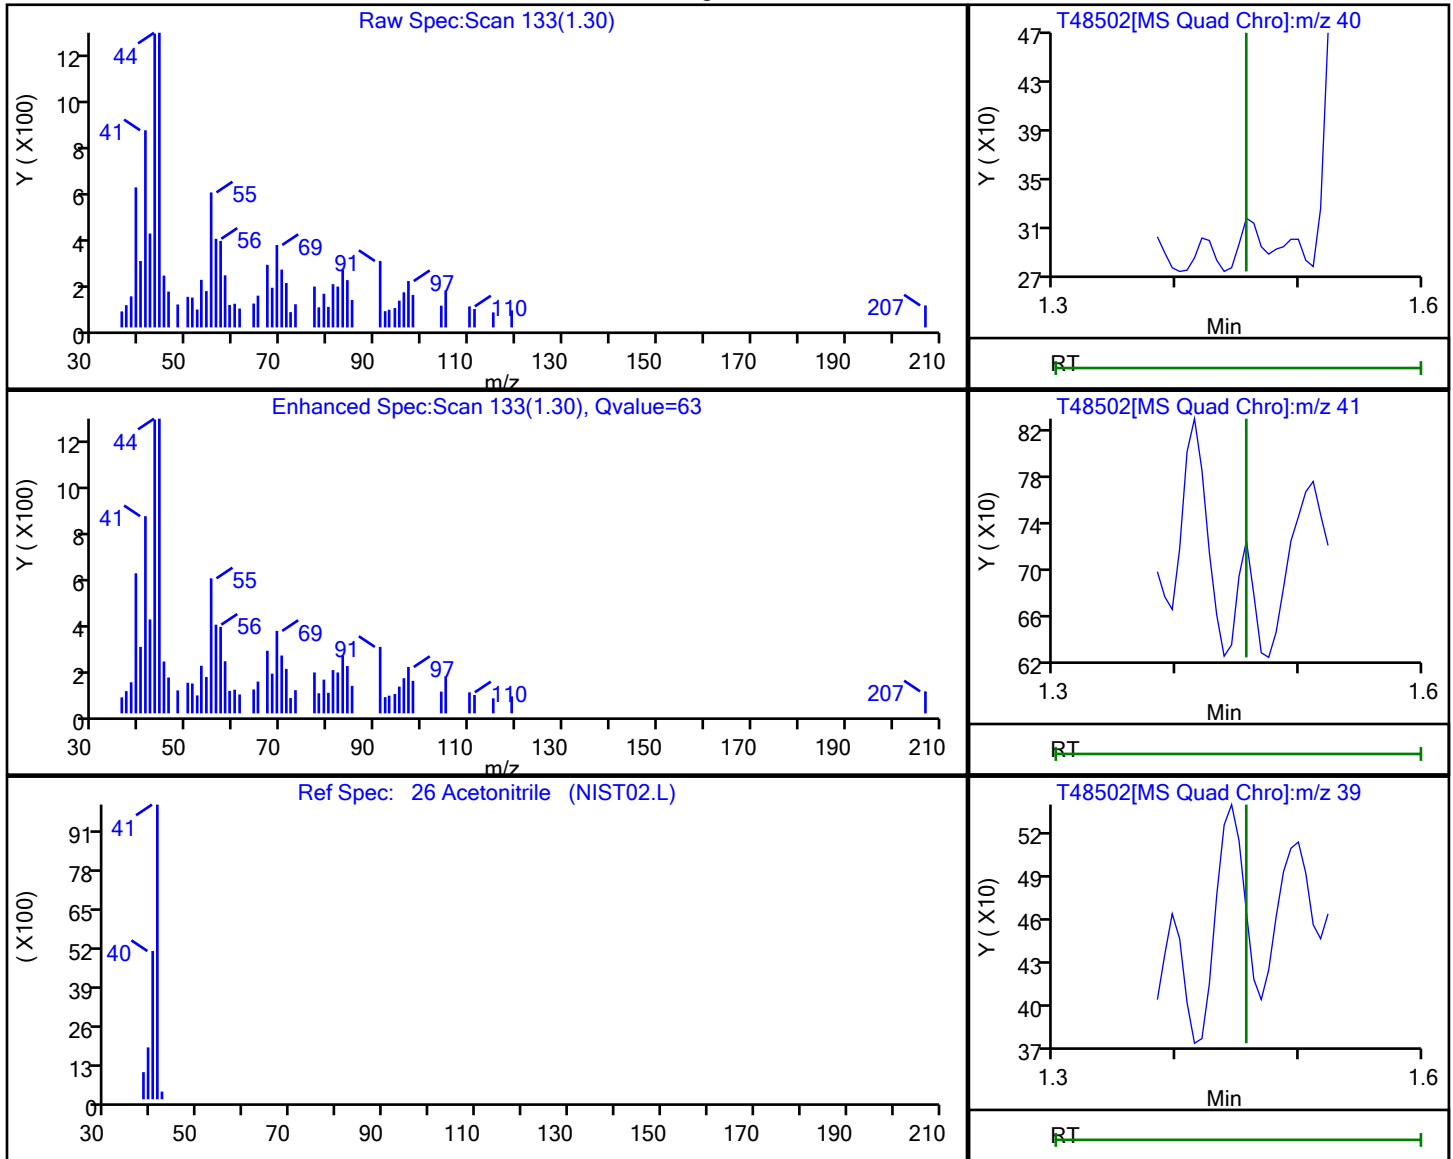 Raw Spec:Scan 133(1.30)
Y ( X100)
12
10
8
6
4
2
0
44
41
55
56
69
91
97
110
207
30 50 70 90 110 130 150 170 190 210
m/z
T48502[MS Quad Chro]:m/z 40
Y ( X10)
47
43
39
35
31
27
1.3 1.6
Min
RT
Enhanced Spec:Scan 133(1.30), Qvalue=63
Y ( X100)
12
10
8
6
4
2
0
44
41
55
56
69
91
97
110
207
30 50 70 90 110 130 150 170 190 210
m/z
T48502[MS Quad Chro]:m/z 41
Y ( X10)
82
78
74
70
66
62
1.3 1.6
Min
RT
Ref Spec: 26 Acetonitrile (NIST02.L)
( X100)
91
78
65
52
39
26
13
0
41
40
30 50 70 90 110 130 150 170 190 210
T48502[MS Quad Chro]:m/z 39
Y ( X10)
52
49
46
43
40
37
1.3 1.6
Min
RT